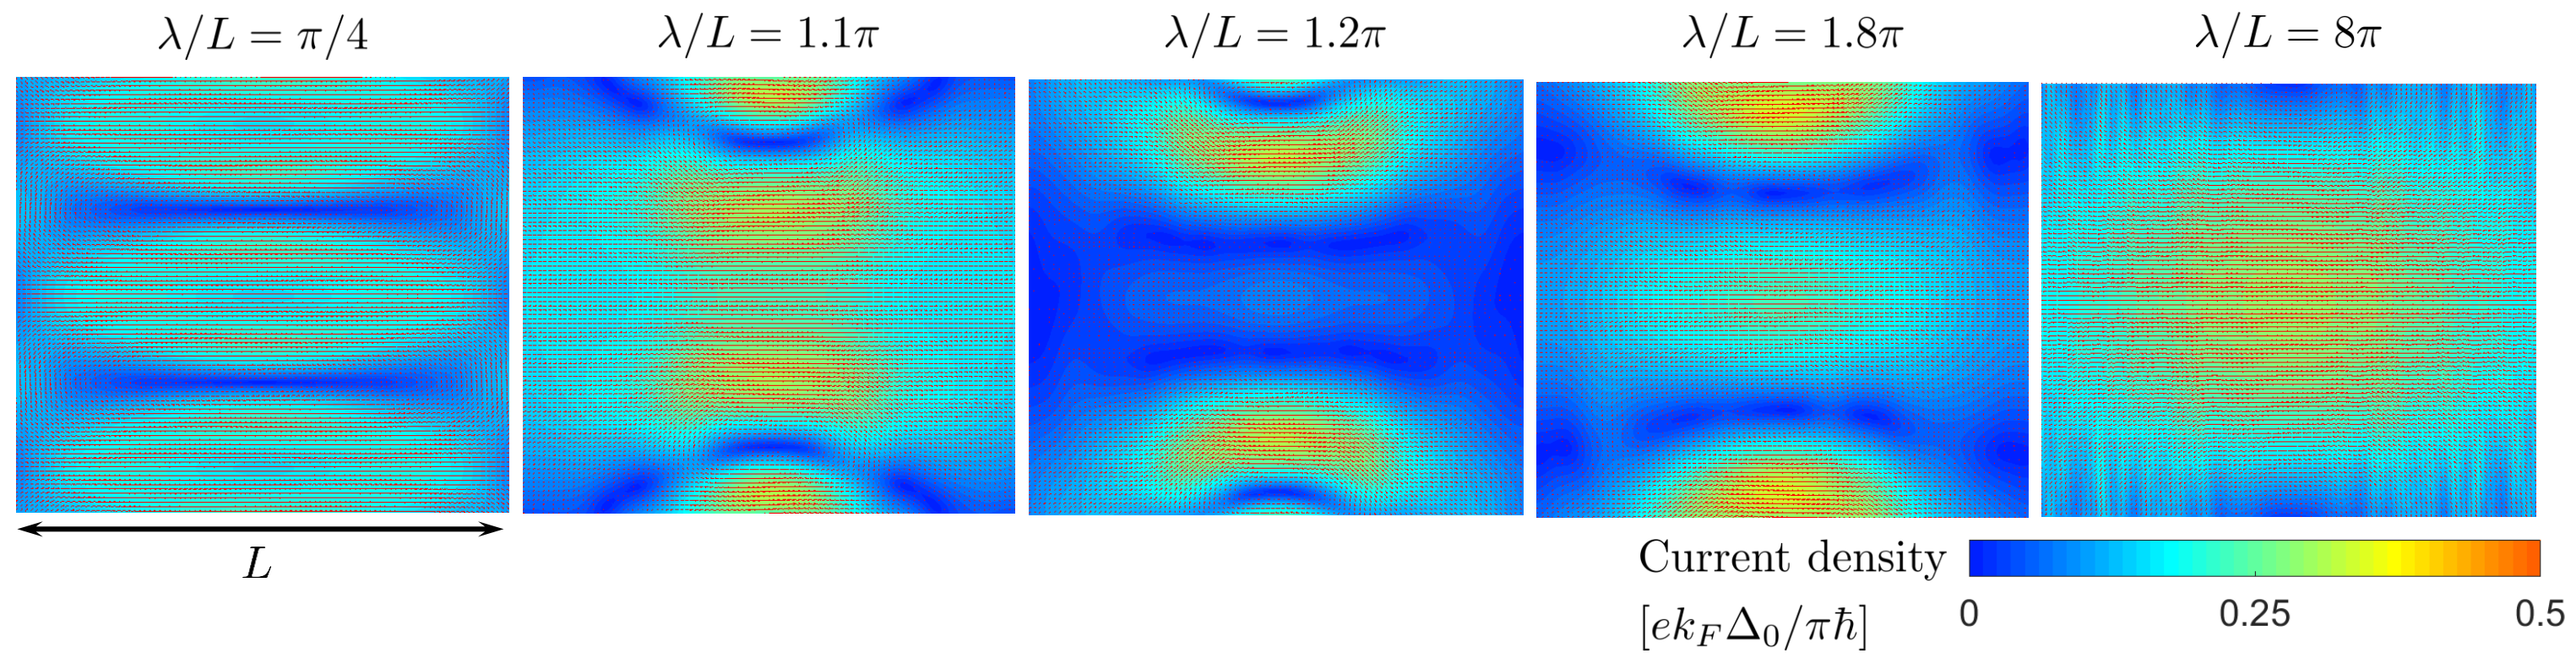 λ/L = π/4
λ/L = 1.1π
λ/L = 1.2π
λ/L = 1.8π
λ/L = 8π
L
Current density
[ek_FΔ_0/πħ]
0
0.25
0.5